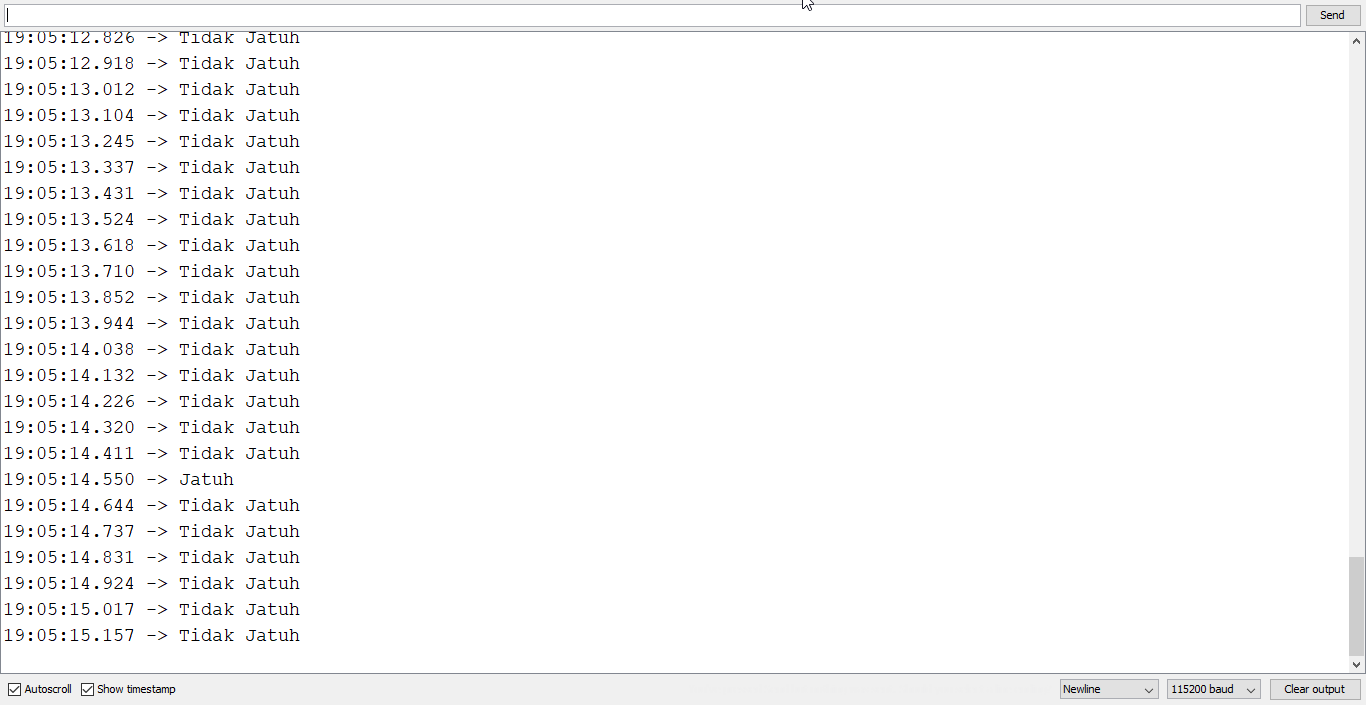 Send
19:05:12.826 -> Tidak Jatuh
19:05:12.918 -> Tidak Jatuh
19:05:13.012 -> Tidak Jatuh
19:05:13.104 -> Tidak Jatuh
19:05:13.245 -> Tidak Jatuh
19:05:13.337 -> Tidak Jatuh
19:05:13.431 -> Tidak Jatuh
19:05:13.524 -> Tidak Jatuh
19:05:13.618 -> Tidak Jatuh
19:05:13.710 -> Tidak Jatuh
19:05:13.852 -> Tidak Jatuh
19:05:13.944 -> Tidak Jatuh
19:05:14.038 -> Tidak Jatuh
19:05:14.132 -> Tidak Jatuh
19:05:14.226 -> Tidak Jatuh
19:05:14.320 -> Tidak Jatuh
19:05:14.411 -> Tidak Jatuh
19:05:14.550 -> Jatuh
19:05:14.644 -> Tidak Jatuh
19:05:14.737 -> Tidak Jatuh
19:05:14.831 -> Tidak Jatuh
19:05:14.924 -> Tidak Jatuh
19:05:15.017 -> Tidak Jatuh
19:05:15.157 -> Tidak Jatuh
Autoscroll Show timestamp Newline 115200 baud Clear output